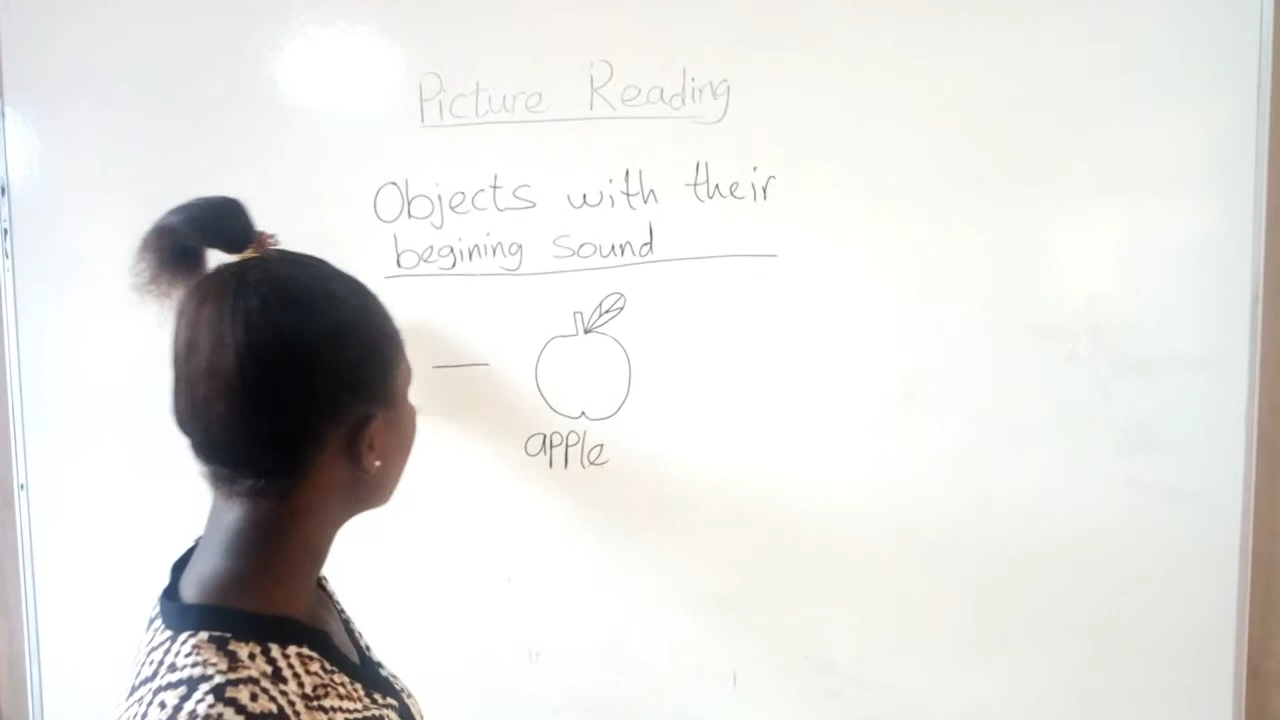 Picture Reading
Objects with their
begining sound
apple